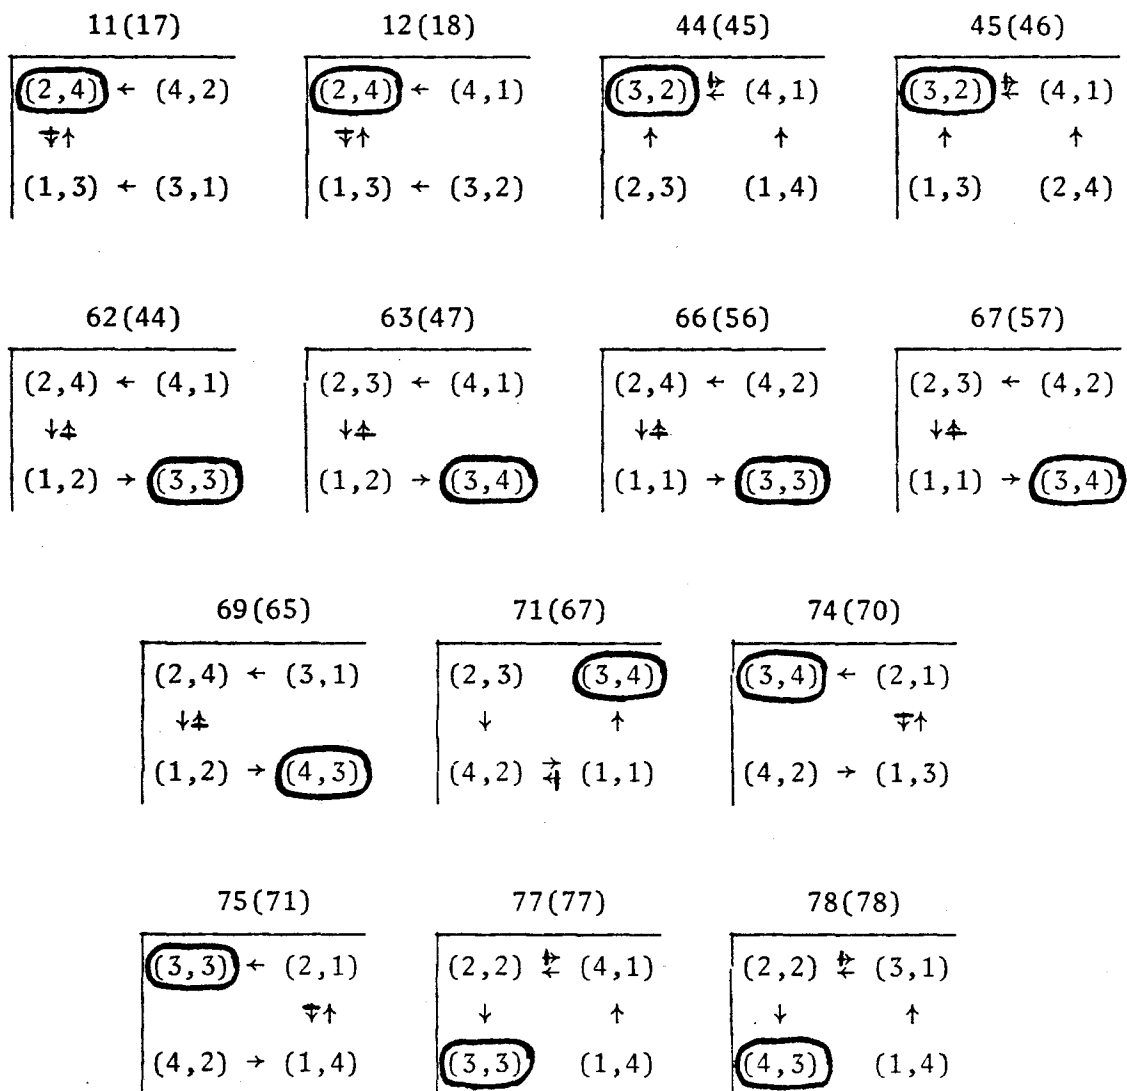 11(17) 12(18) 44(45) 45(46)
(2,4) ← (4,2) (2,4) ← (4,1) (3,2) ⇄ (4,1) (3,2) ⇄ (4,1)
↓↑ ↓↑ ↑ ↑ ↑ ↑
(1,3) ← (3,1) (1,3) ← (3,2) (2,3) (1,4) (1,3) (2,4)
62(44) 63(47) 66(56) 67(57)
(2,4) ← (4,1) (2,3) ← (4,1) (2,4) ← (4,2) (2,3) ← (4,2)
↓↑ ↓↑ ↓↑ ↓↑
(1,2) → (3,3) (1,2) → (3,4) (1,1) → (3,3) (1,1) → (3,4)
69(65) 71(67) 74(70)
(2,4) ← (3,1) (2,3) (3,4) (3,4) ← (2,1)
↓↑ ↓ ↑ ↓↑
(1,2) → (4,3) (4,2) ⇄ (1,1) (4,2) → (1,3)
75(71) 77(77) 78(78)
(3,3) ← (2,1) (2,2) ⇄ (4,1) (2,2) ⇄ (3,1)
↓↑ ↓ ↑ ↓ ↑
(4,2) → (1,4) (3,3) (1,4) (4,3) (1,4)